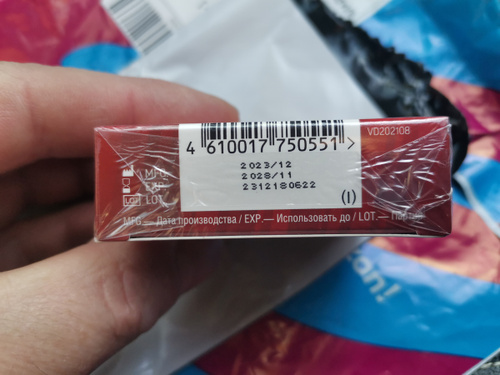 VD202108
4 610017 750551 >
2023/12
2028/11
2312180622
MFG
EXP
LOT LOT
(I)
MFG.— Дата производства / EXP.— Использовать до / LOT.— Партия